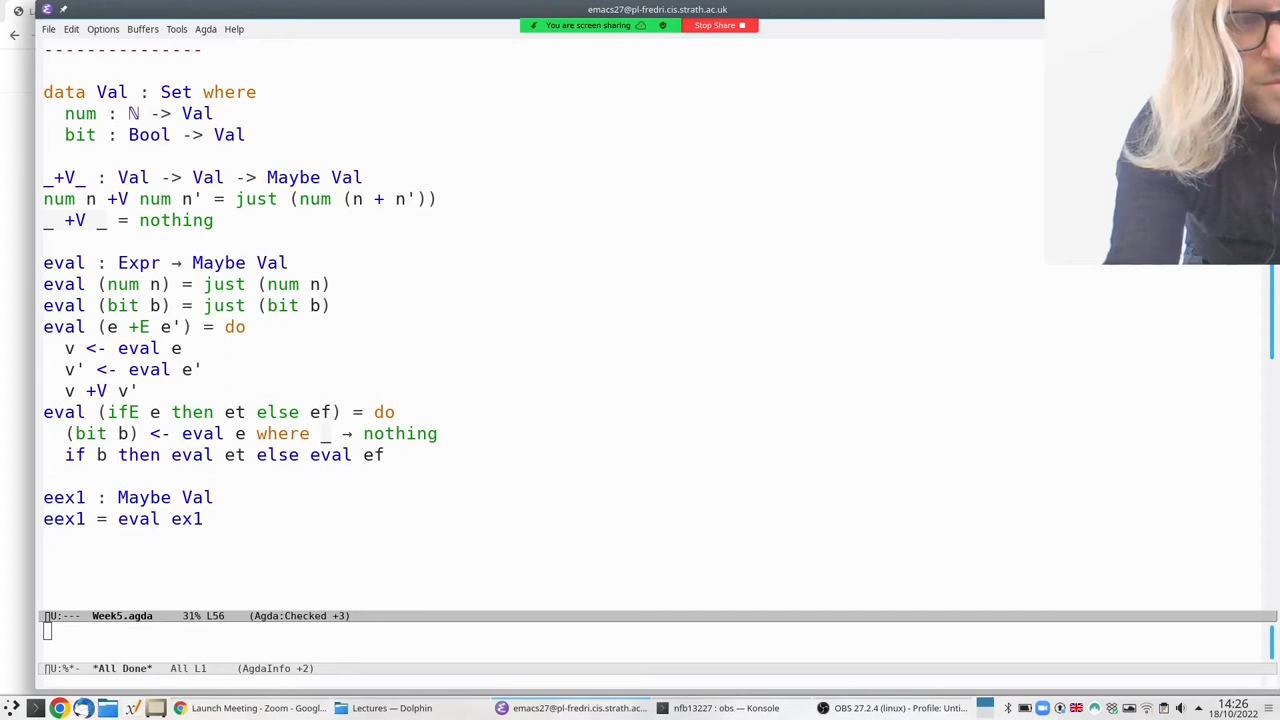 emacs27@pl-fredri.cis.strath.ac.uk
File Edit Options Buffers Tools Agda Help
You are screen sharing Stop Share
---------------
data Val : Set where
num : ℕ -> Val
bit : Bool -> Val
_+V_ : Val -> Val -> Maybe Val
num n +V num n' = just (num (n + n'))
_ +V _ = nothing
eval : Expr → Maybe Val
eval (num n) = just (num n)
eval (bit b) = just (bit b)
eval (e +E e') = do
v <- eval e
v' <- eval e'
v +V v'
eval (ifE e then et else ef) = do
(bit b) <- eval e where _ → nothing
if b then eval et else eval ef
eex1 : Maybe Val
eex1 = eval ex1
U:--- Week5.agda 31% L56 (Agda:Checked +3)
U:%*- *All Done* All L1 (AgdaInfo +2)
Launch Meeting - Zoom - Googl... Lectures — Dolphin emacs27@pl-fredri.cis.strath.ac.... nfb13227 : obs — Konsole OBS 27.2.4 (linux) - Profile: Unti... 14:26
18/10/2022